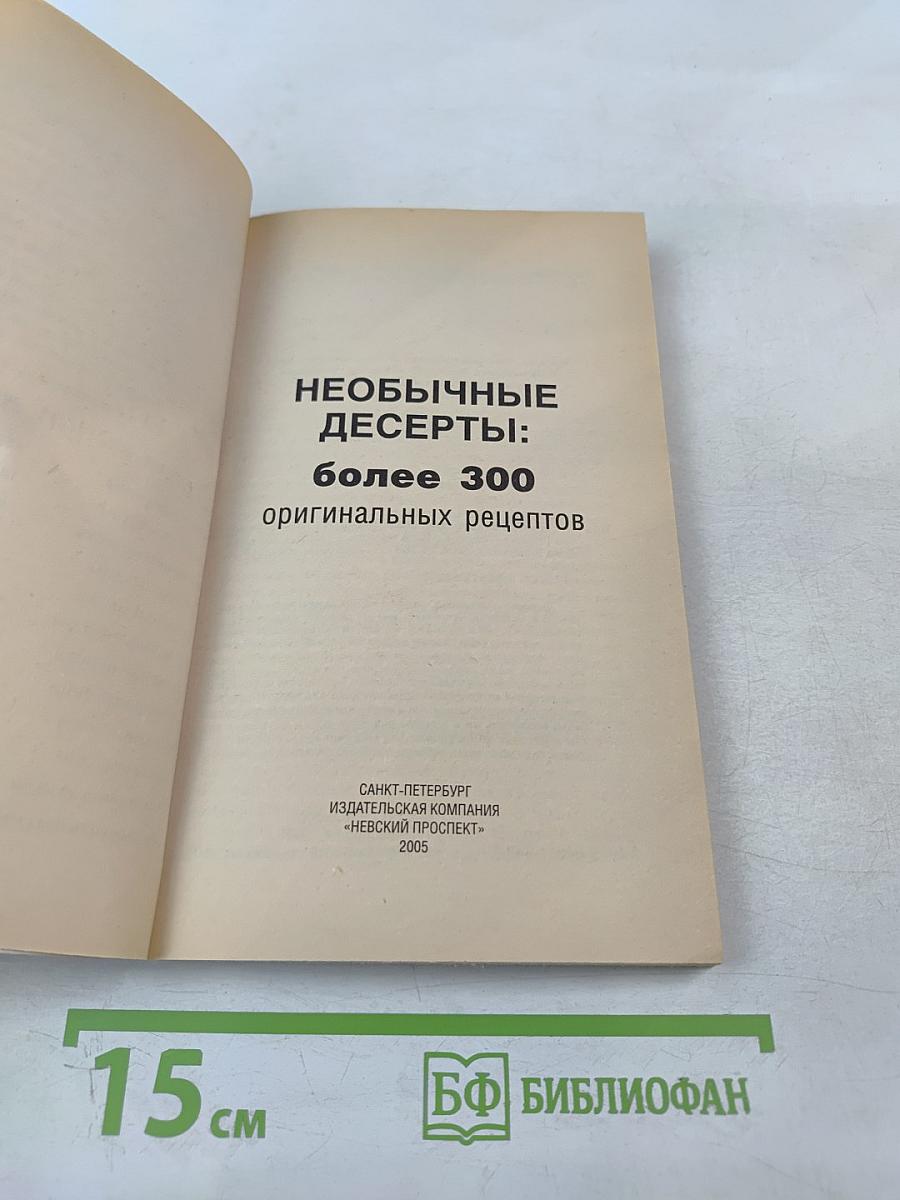 НЕОБЫЧНЫЕ
ДЕСЕРТЫ:
более 300
оригинальных рецептов
САНКТ-ПЕТЕРБУРГ
ИЗДАТЕЛЬСКАЯ КОМПАНИЯ
«НЕВСКИЙ ПРОСПЕКТ»
2005
15 см
БФ БИБЛИОФАН